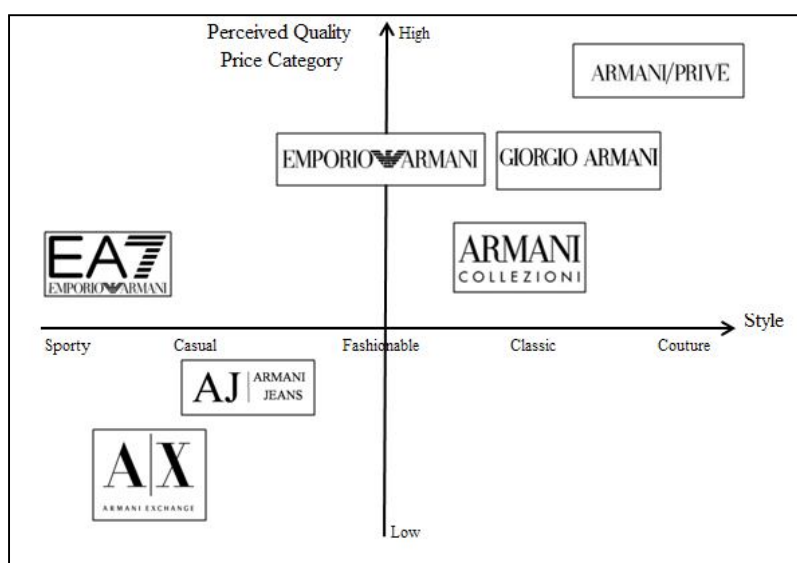 Perceived Quality
Price Category
High
ARMANI/PRIVE
EMPORIO ARMANI
GIORGIO ARMANI
EA7
EMPORIO ARMANI
ARMANI
COLLEZIONI
Style
Sporty
Casual
Fashionable
Classic
Couture
AJ
ARMANI
JEANS
A|X
ARMANI EXCHANGE
Low